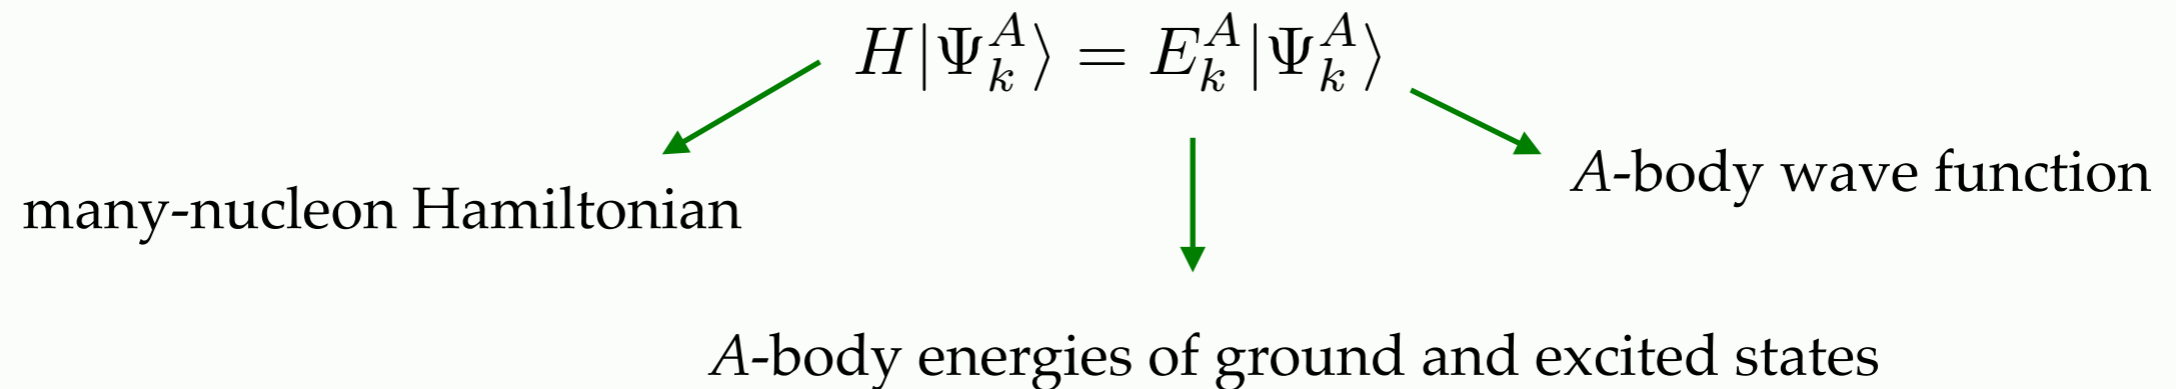 H|Ψ_k^A⟩ = E_k^A|Ψ_k^A⟩
A-body wave function
many-nucleon Hamiltonian
A-body energies of ground and excited states